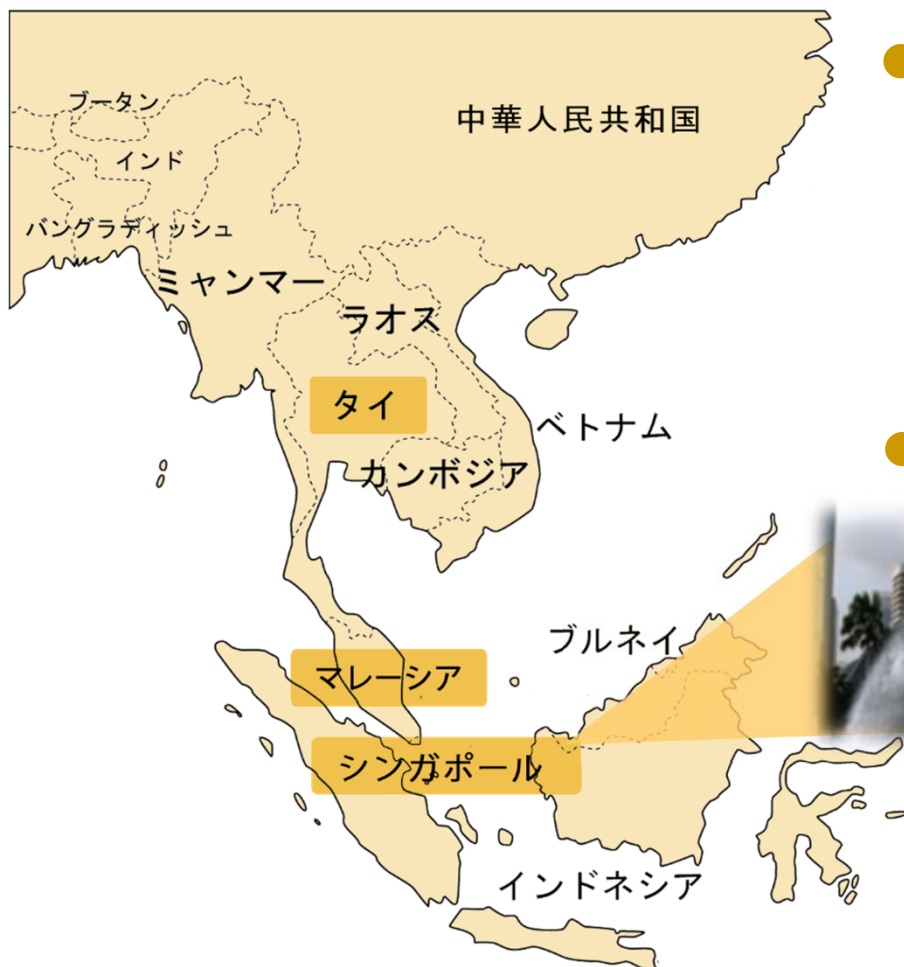 ブータン
中華人民共和国
インド
バングラディッシュ
ミャンマー
ラオス
タイ
ベトナム
カンボジア
ブルネイ
マレーシア
シンガポール
インドネシア